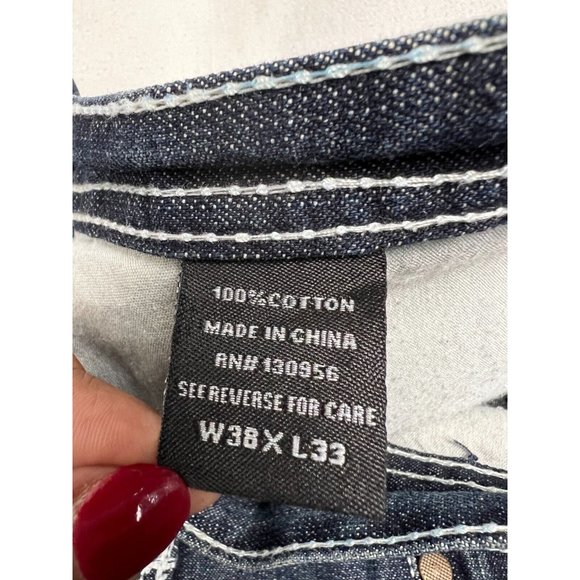 100%COTTON
MADE IN CHINA
RN# 130956
SEE REVERSE FOR CARE
W38 X L33